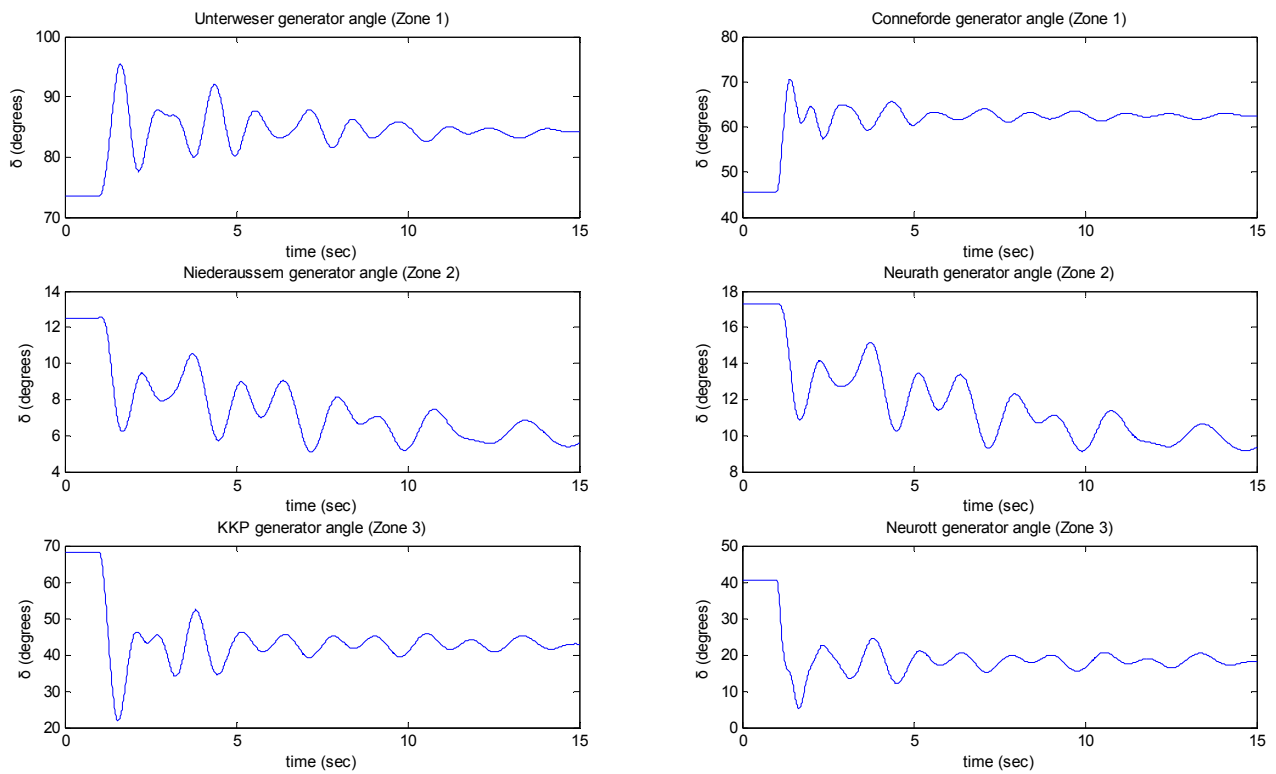 Unterweser generator angle (Zone 1)
100
90
80
70
δ (degrees)
0 5 10 15
time (sec)
Conneforde generator angle (Zone 1)
80
70
60
50
40
δ (degrees)
0 5 10 15
time (sec)
Niederaussem generator angle (Zone 2)
14
12
10
8
6
4
δ (degrees)
0 5 10 15
time (sec)
Neurath generator angle (Zone 2)
18
16
14
12
10
8
δ (degrees)
0 5 10 15
time (sec)
KKP generator angle (Zone 3)
70
60
50
40
30
20
δ (degrees)
0 5 10 15
time (sec)
Neurott generator angle (Zone 3)
50
40
30
20
10
0
δ (degrees)
0 5 10 15
time (sec)